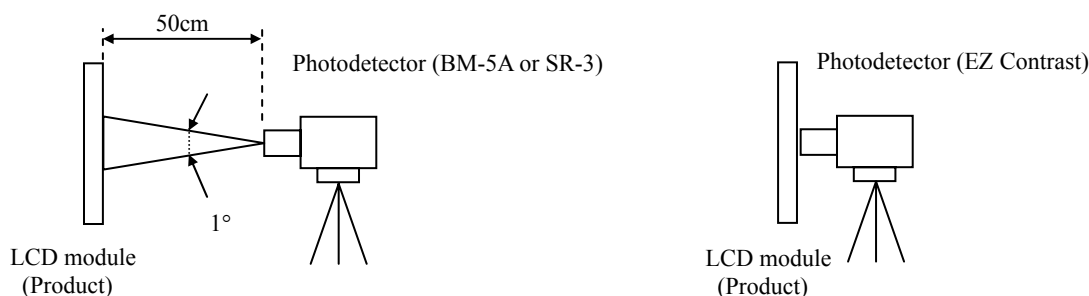 50cm
Photodetector (BM-5A or SR-3)
1°
LCD module
(Product)
Photodetector (EZ Contrast)
LCD module
(Product)